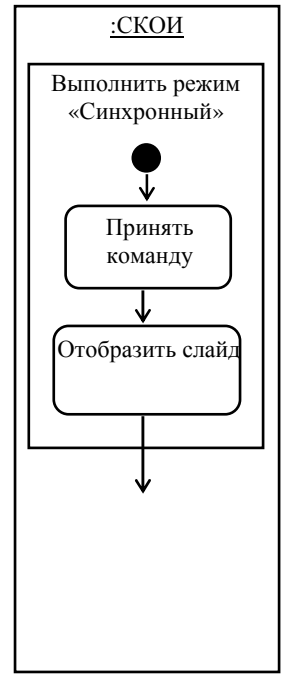 :СКОИ
Выполнить режим
«Синхронный»
Принять
команду
Отобразить слайд